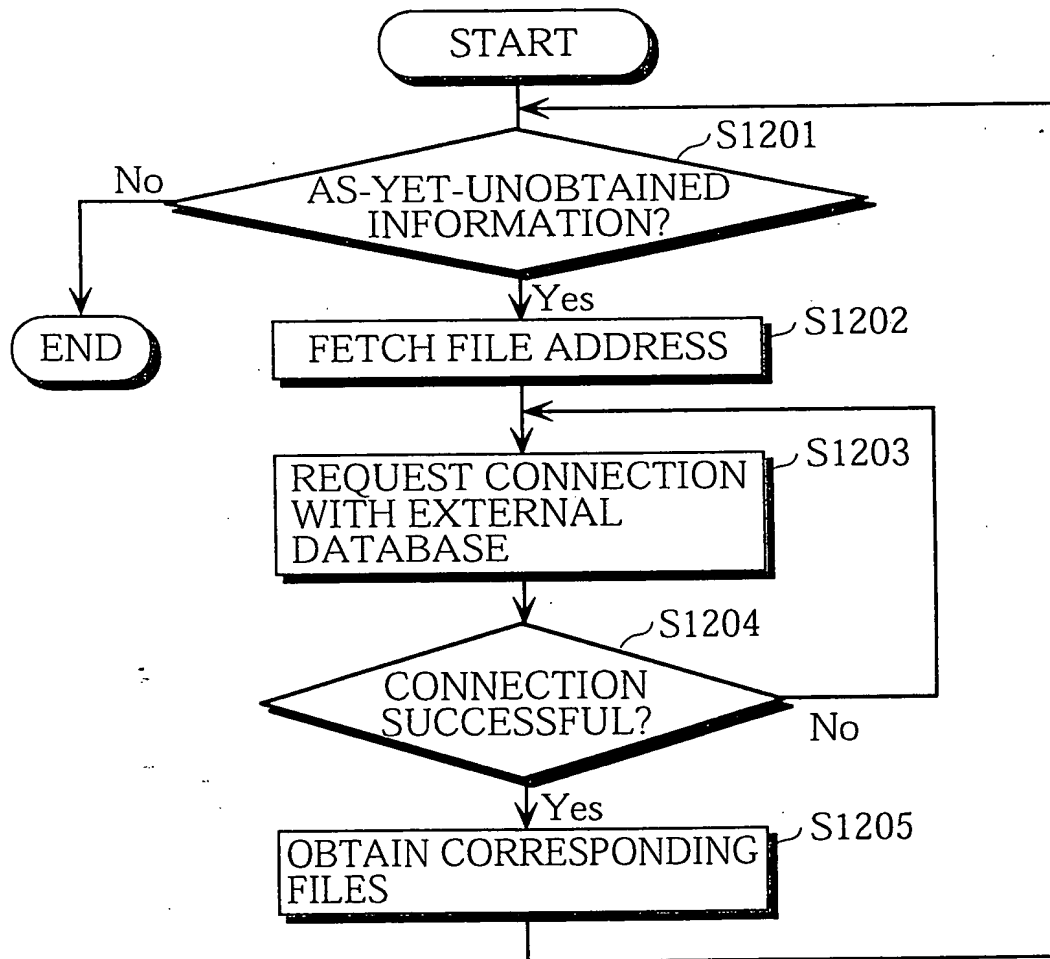 START
S1201
No
AS-YET-UNOBTAINED
INFORMATION?
Yes
END
S1202
FETCH FILE ADDRESS
S1203
REQUEST CONNECTION
WITH EXTERNAL
DATABASE
S1204
CONNECTION
SUCCESSFUL?
No
Yes
S1205
OBTAIN CORRESPONDING
FILES